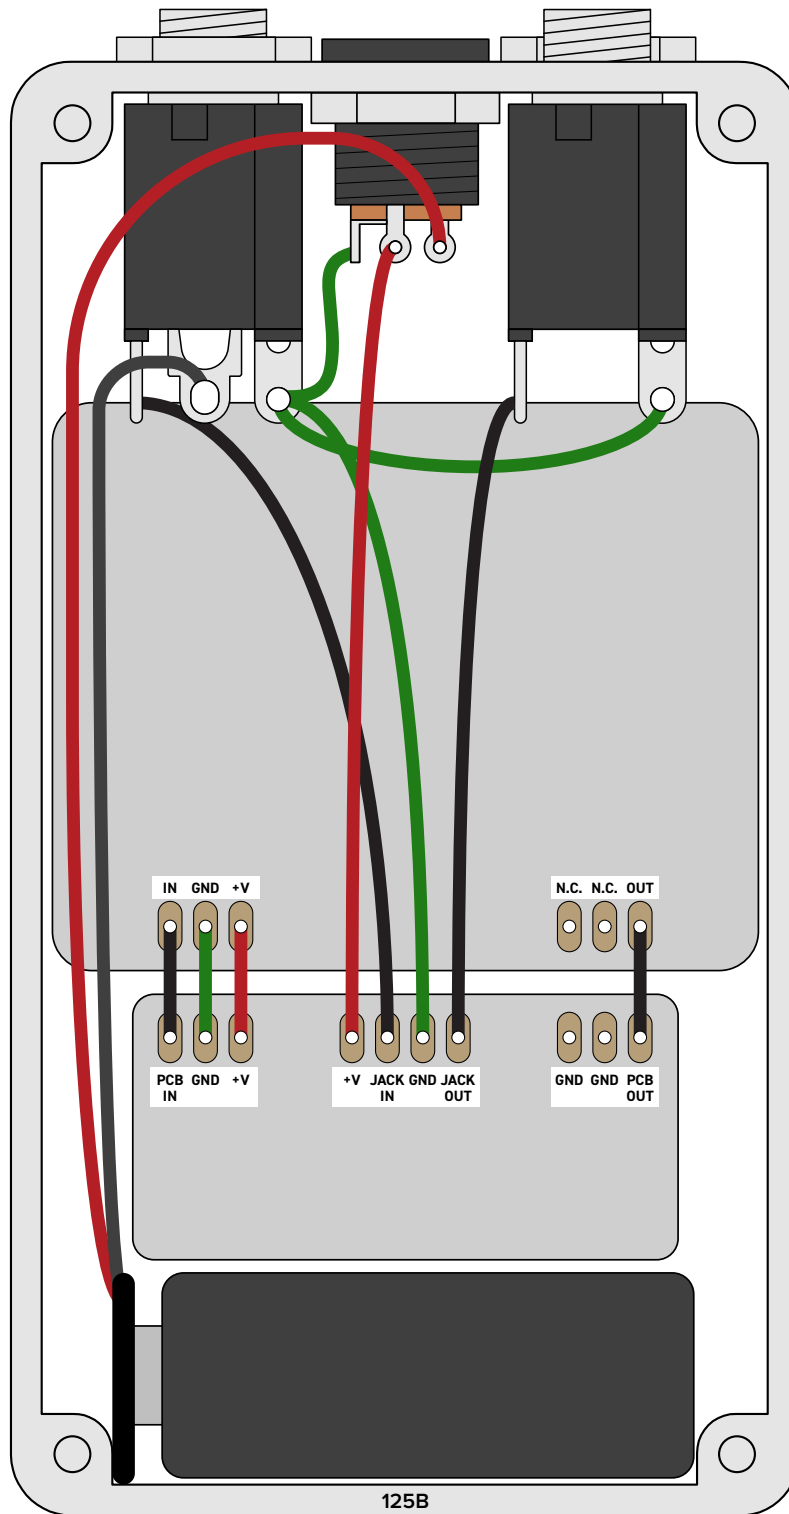 IN GND +V
N.C. N.C. OUT
PCB GND +V
IN
+V JACK GND JACK
IN OUT
GND GND PCB
OUT
125B